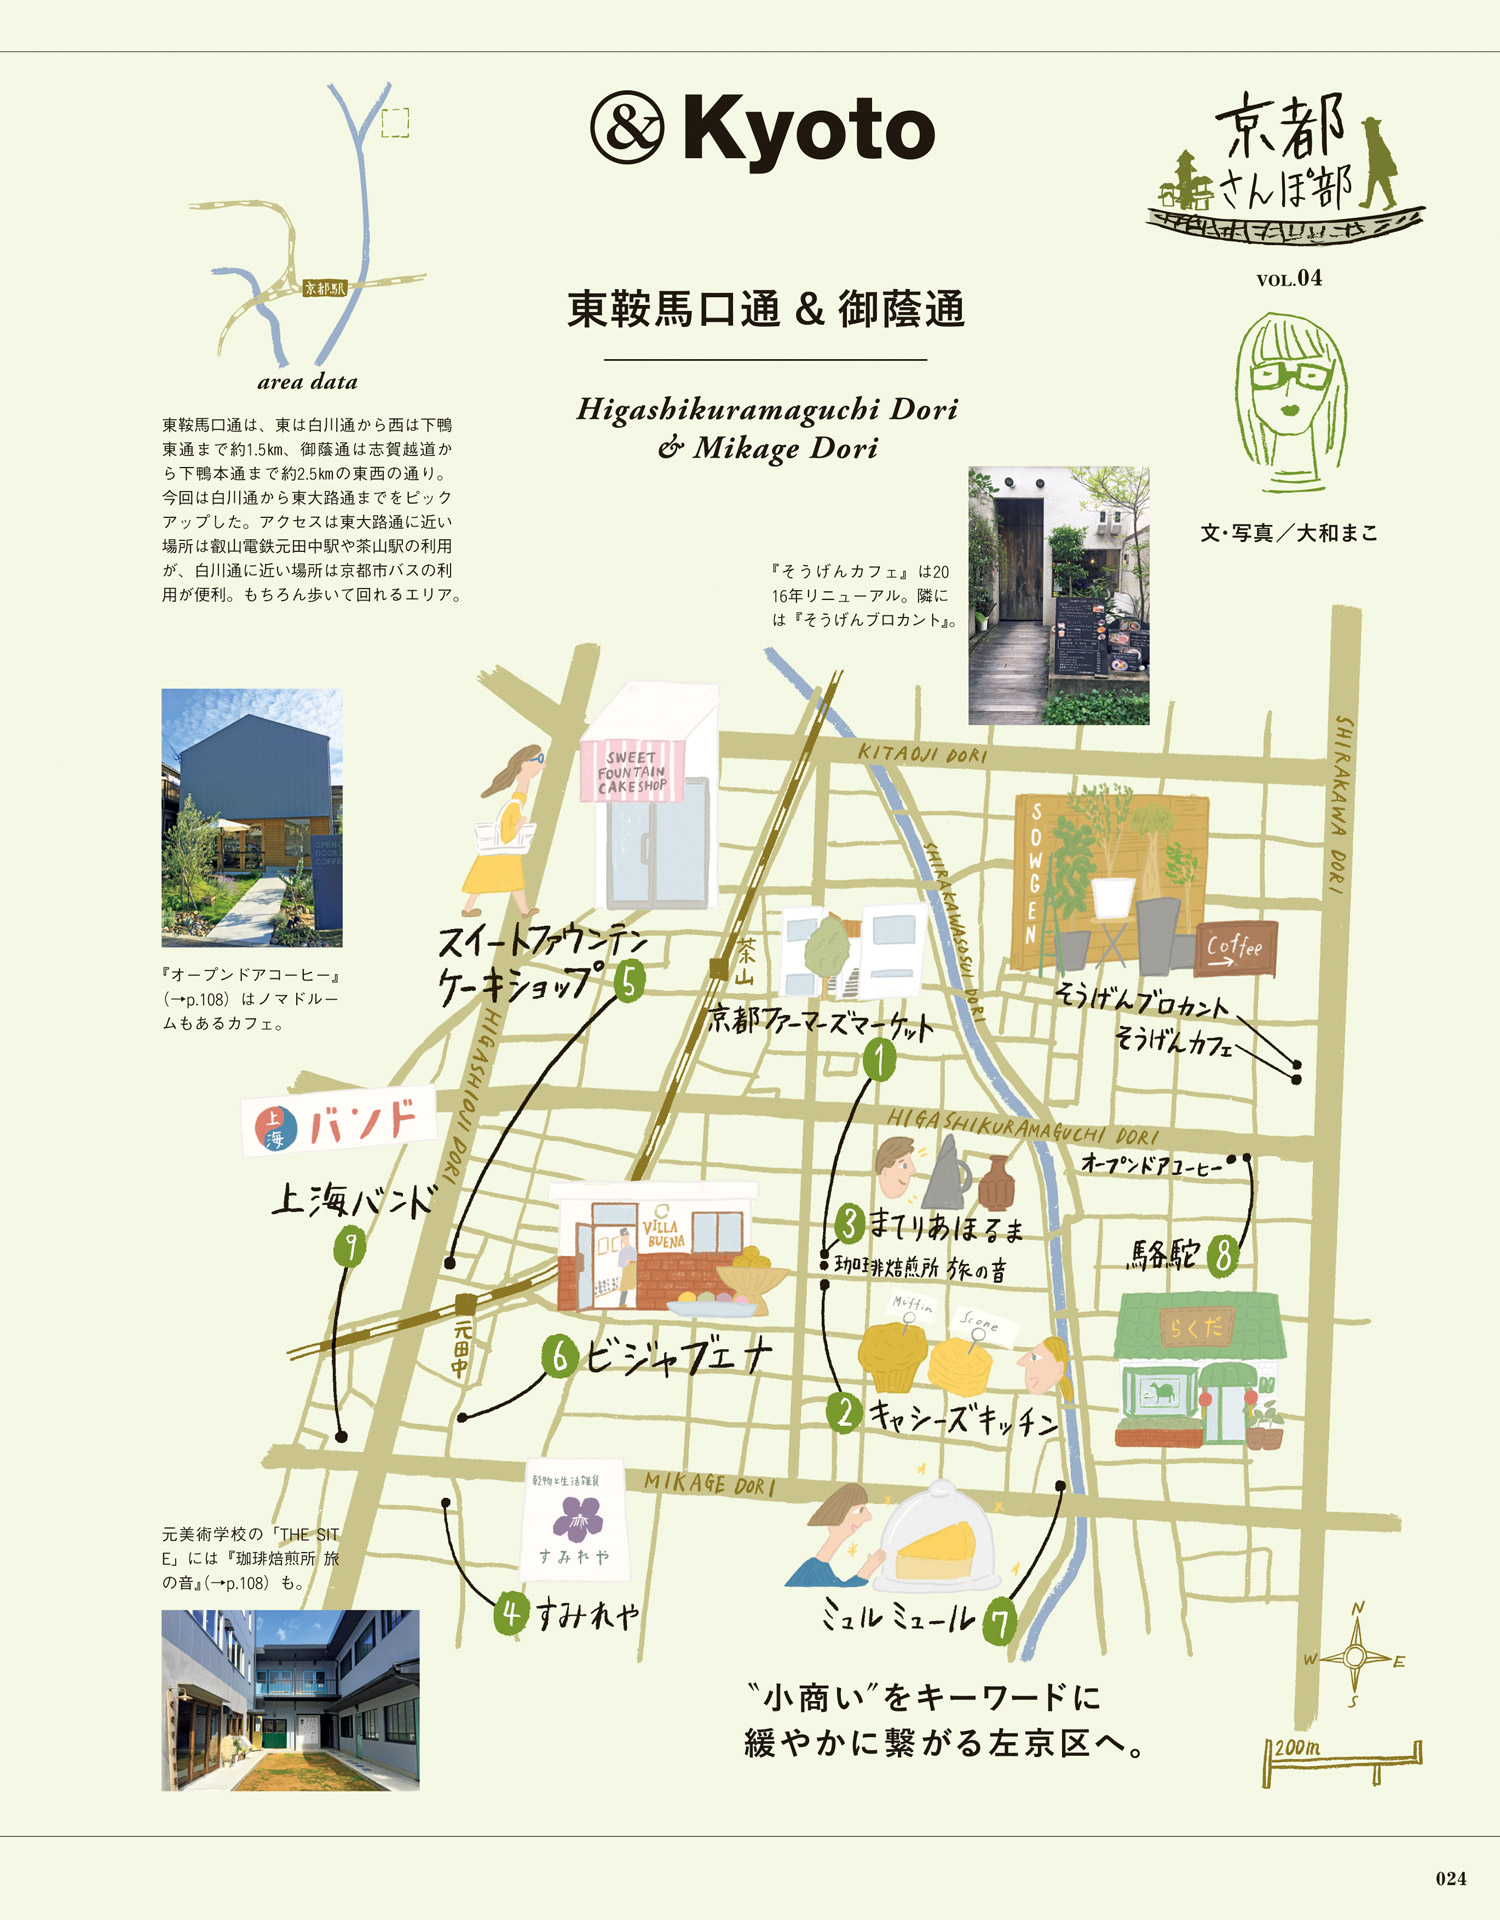 & Kyoto
京都
さんぽ部
VOL.04
文・写真／大和まこ
東鞍馬口通 & 御蔭通
Higashikuramaguchi Dori
& Mikage Dori
京都駅
area data
東鞍馬口通は、東は白川通から西は下鴨
東通まで約1.5km、御蔭通は志賀越道か
ら下鴨本通まで約2.5kmの東西の通り。
今回は白川通から東大路通までをピック
アップした。アクセスは東大路通に近い
場所は叡山電鉄元田中駅や茶山駅の利用
が、白川通に近い場所は京都市バスの利
用が便利。もちろん歩いて回れるエリア。
『そうげんカフェ』は20
16年リニューアル。隣に
は『そうげんブロカント』。
OPEN
DOOR
COFFEE
『オープンドアコーヒー』
（→p.108）はノマドルー
ムもあるカフェ。
SWEET
FOUNTAIN
CAKESHOP
KITAOJI DORI
SHIRAKAWA DORI
SHIRAKAWASOSUI DORI
SOWGEN
Coffee
スイートファウンテン
ケーキショップ 5
茶山
京都ファーマーズマーケット
1
そうげんブロカント
そうげんカフェ
HIGASHIOJI DORI
上海
バンド
上海バンド
9
HIGASHIKURAMAGUCHI DORI
オープンドアコーヒー
駱駝 8
3 まてりあほるま
珈琲焙煎所 旅の音
VILLA
BUENA
Muffin
Scone
らくだ
元田中
6 ビジャブエナ
2 キャシーズキッチン
MIKAGE DORI
乾物と生活雑貨
すみれや
4 すみれや
ミュル ミュール 7
元美術学校の「THE SIT
E」には『珈琲焙煎所 旅
の音』（→p.108）も。
N
W
E
S
200m
“小商い”をキーワードに
緩やかに繋がる左京区へ。
024